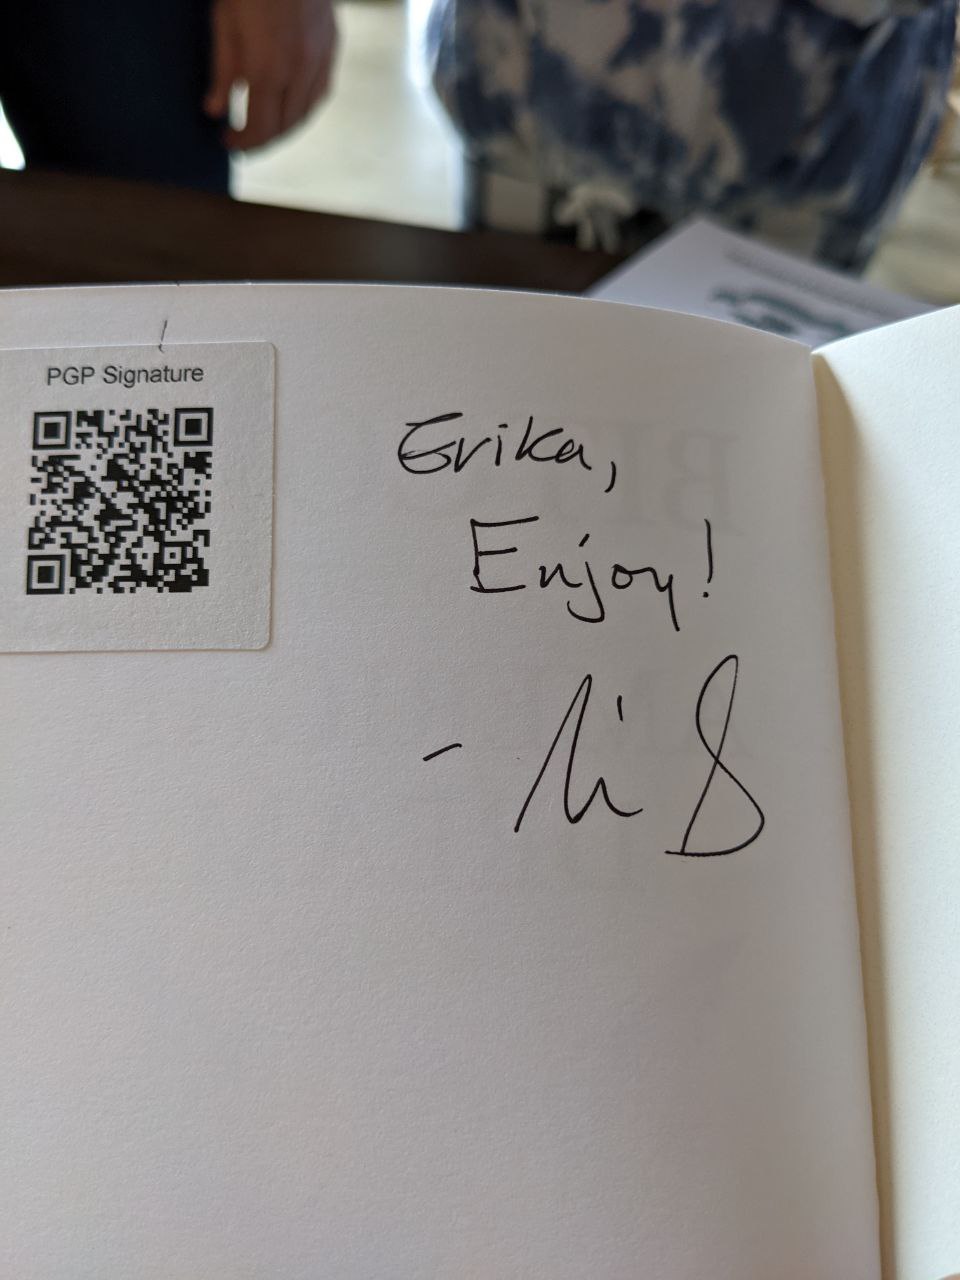 PGP Signature
Erika,
Enjoy!